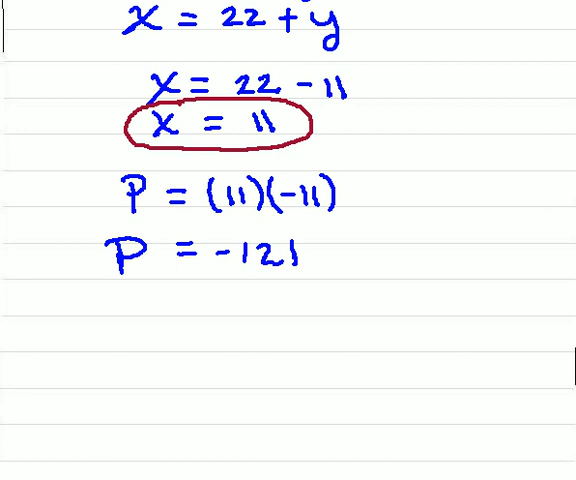 x = 22 + y
x = 22 - 11
x = 11
P = (11)(-11)
P = -121